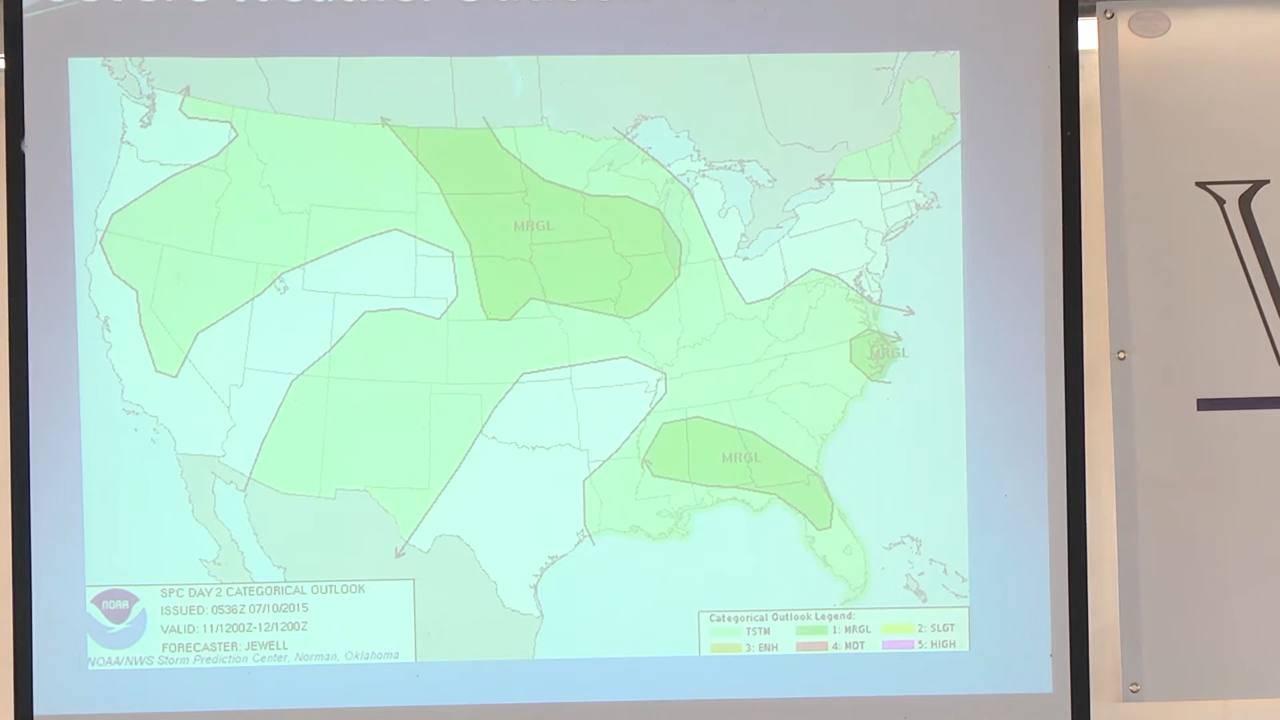 MRGL
MRGL
MRGL
SPC DAY 2 CATEGORICAL OUTLOOK
ISSUED: 0536Z 07/10/2015
VALID: 11/1200Z-12/1200Z
FORECASTER: JEWELL
NOAA/NWS Storm Prediction Center, Norman, Oklahoma
NOAA
Categorical Outlook Legend:
TSTM 1: MRGL 2: SLGT
3: ENH 4: MDT 5: HIGH